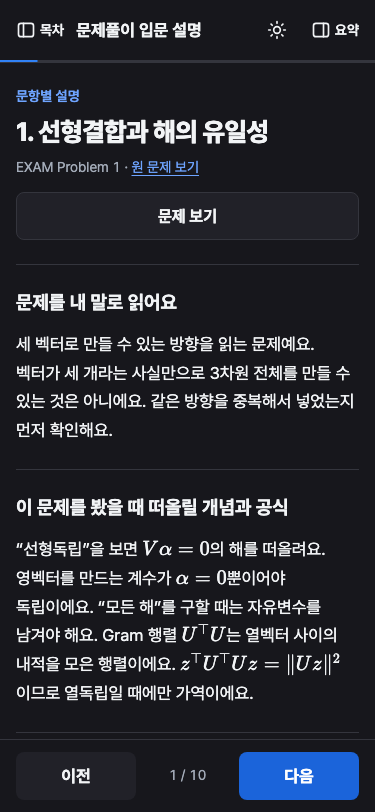 목차 문제풀이 입문 설명 요약
문항별 설명
1. 선형결합과 해의 유일성
EXAM Problem 1 · 원 문제 보기
문제 보기
문제를 내 말로 읽어요
세 벡터로 만들 수 있는 방향을 읽는 문제예요.
벡터가 세 개라는 사실만으로 3차원 전체를 만들 수
있는 것은 아니에요. 같은 방향을 중복해서 넣었는지
먼저 확인해요.
이 문제를 봤을 때 떠올릴 개념과 공식
“선형독립”을 보면 Vα = 0의 해를 떠올려요.
영벡터를 만드는 계수가 α = 0뿐이어야
독립이에요. “모든 해”를 구할 때는 자유변수를
남겨야 해요. Gram 행렬 U⊤U는 열벡터 사이의
내적을 모은 행렬이에요. z⊤U⊤Uz = ‖Uz‖²
이므로 열독립일 때에만 가역이에요.
이전 1 / 10 다음